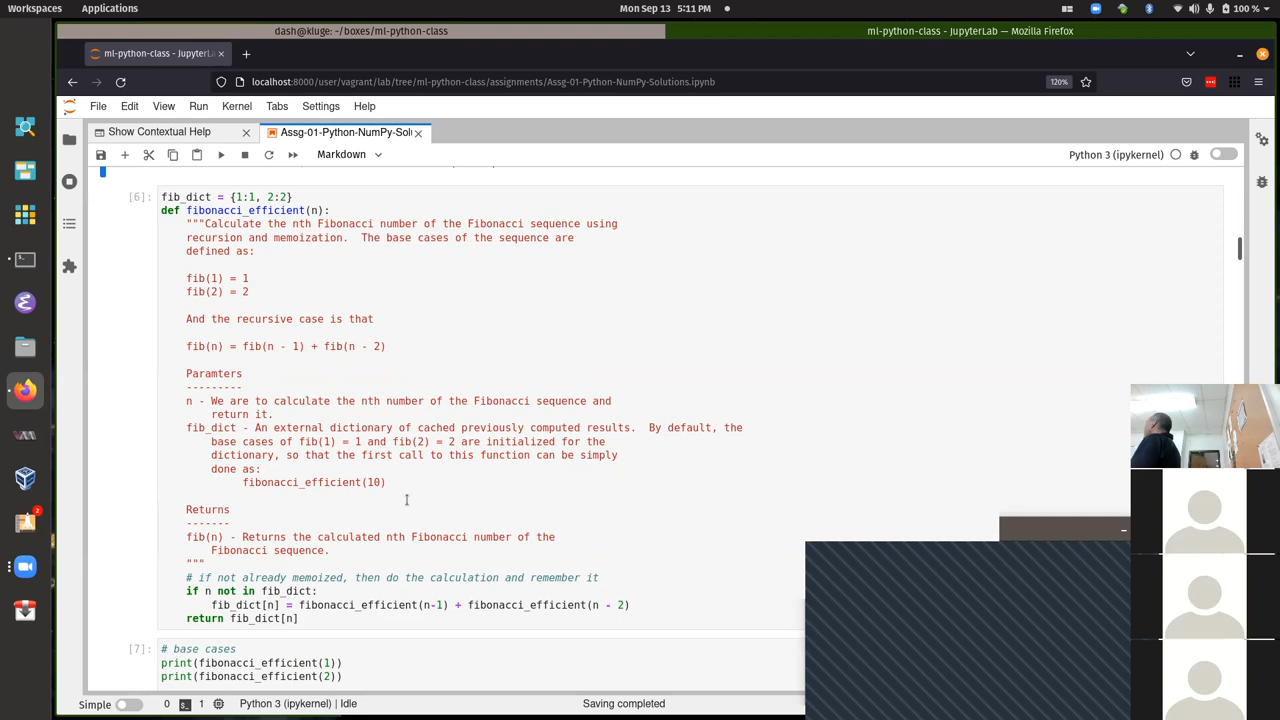 Workspaces Applications Mon Sep 13 5:11 PM 100 %
dash@kluge: ~/boxes/ml-python-class ml-python-class - JupyterLab — Mozilla Firefox
ml-python-class - JupyterLa
localhost:8000/user/vagrant/lab/tree/ml-python-class/assignments/Assg-01-Python-NumPy-Solutions.ipynb 120%
File Edit View Run Kernel Tabs Settings Help
Show Contextual Help Assg-01-Python-NumPy-Solu
Markdown Python 3 (ipykernel)
[6]: fib_dict = {1:1, 2:2}
def fibonacci_efficient(n):
"""Calculate the nth Fibonacci number of the Fibonacci sequence using
recursion and memoization. The base cases of the sequence are
defined as:
fib(1) = 1
fib(2) = 2
And the recursive case is that
fib(n) = fib(n - 1) + fib(n - 2)
Paramters
---------
n - We are to calculate the nth number of the Fibonacci sequence and
return it.
fib_dict - An external dictionary of cached previously computed results. By default, the
base cases of fib(1) = 1 and fib(2) = 2 are initialized for the
dictionary, so that the first call to this function can be simply
done as:
fibonacci_efficient(10)
Returns
-------
fib(n) - Returns the calculated nth Fibonacci number of the
Fibonacci sequence.
"""
# if not already memoized, then do the calculation and remember it
if n not in fib_dict:
fib_dict[n] = fibonacci_efficient(n-1) + fibonacci_efficient(n - 2)
return fib_dict[n]
[7]: # base cases
print(fibonacci_efficient(1))
print(fibonacci_efficient(2))
Simple 0 1 Python 3 (ipykernel) | Idle Saving completed